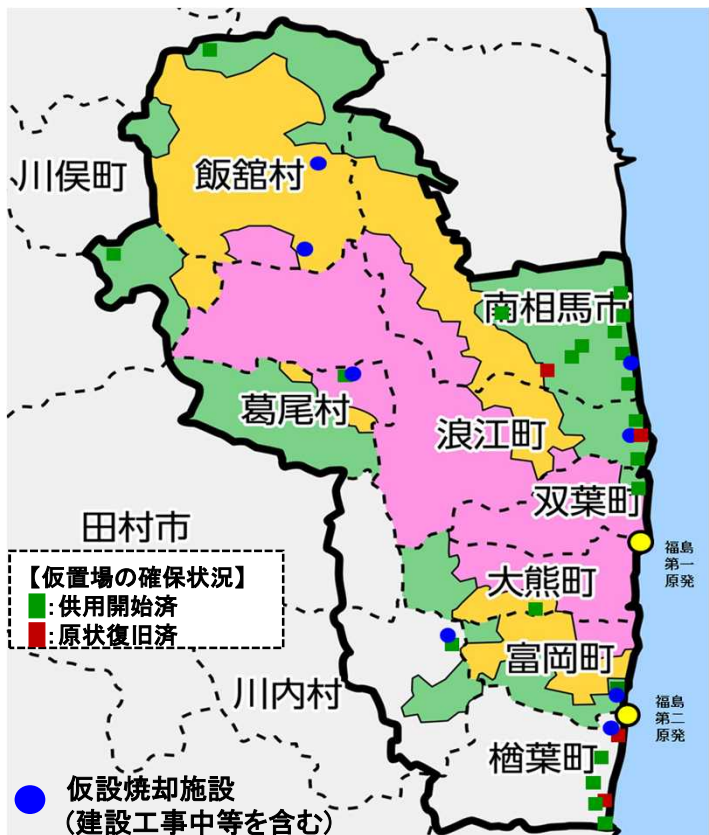 川俣町
飯舘村
南相馬市
葛尾村
浪江町
双葉町
田村市
福島
第一
原発
【仮置場の確保状況】
:供用開始済
:原状復旧済
大熊町
富岡町
川内村
福島
第二
原発
楢葉町
仮設焼却施設
(建設工事中等を含む)